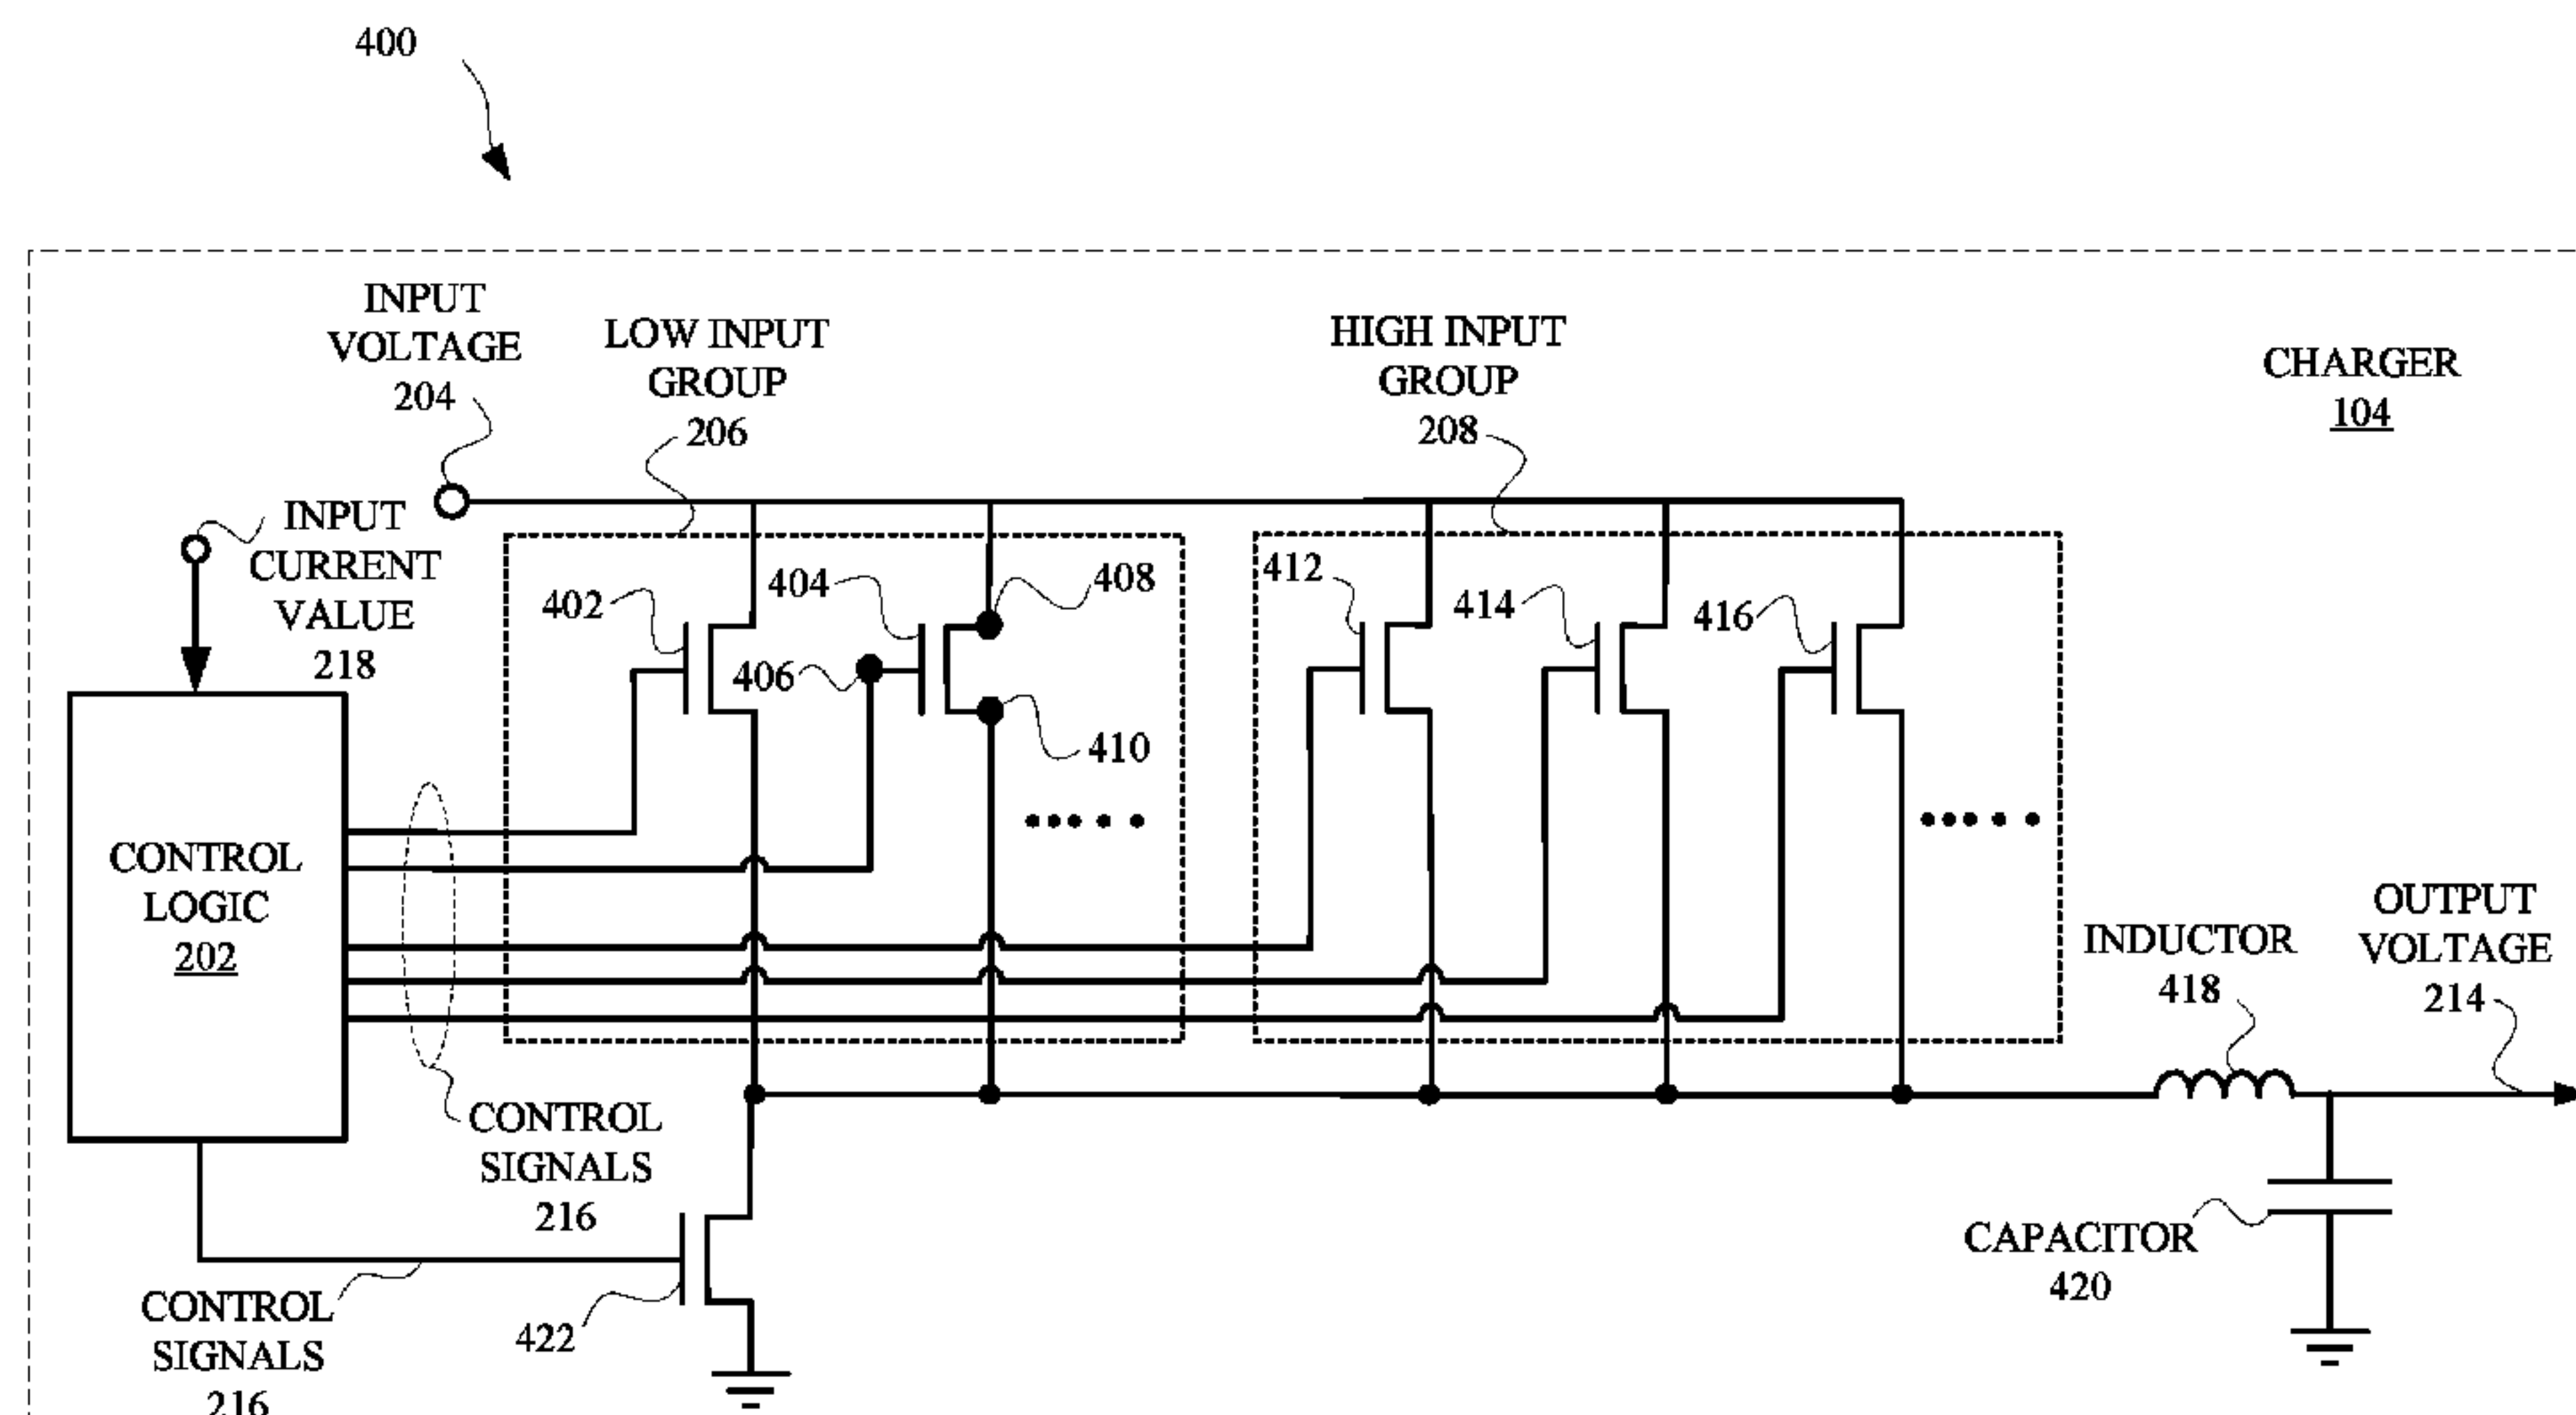 400
INPUT
VOLTAGE
204
LOW INPUT
GROUP
206
HIGH INPUT
GROUP
208
CHARGER
104
INPUT
CURRENT
VALUE
218
402
404
406
408
410
412
414
416
CONTROL
LOGIC
202
CONTROL
SIGNALS
216
INDUCTOR
418
OUTPUT
VOLTAGE
214
CAPACITOR
420
422
CONTROL
SIGNALS
216